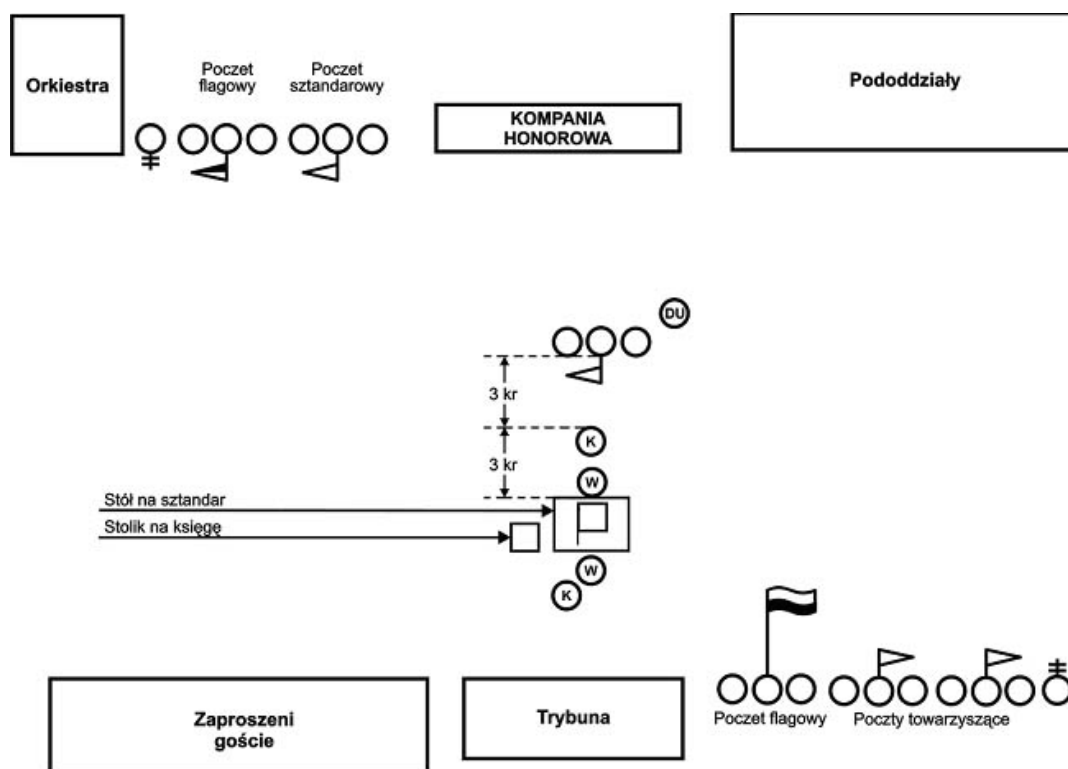 Orkiestra
Poczet
flagowy
Poczet
sztandarowy
KOMPANIA
HONOROWA
Pododdziały
DU
3 kr
K
3 kr
W
Stół na sztandar
Stolik na księgę
W
K
Zaproszeni
goście
Trybuna
Poczet flagowy
Poczty towarzyszące